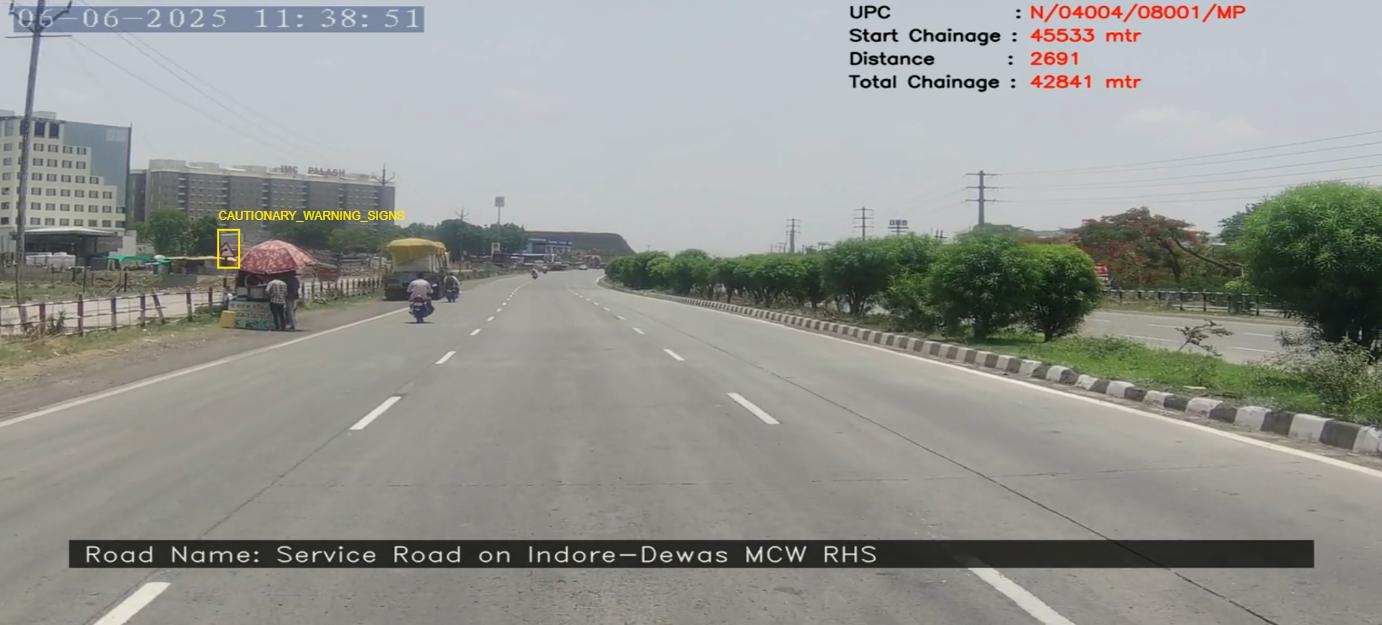 06-06-2025 11:38:51
UPC : N/04004/08001/MP
Start Chainage : 45533 mtr
Distance : 2691
Total Chainage : 42841 mtr
IMC PALASH
CAUTIONARY_WARNING_SIGNS
Road Name: Service Road on Indore-Dewas MCW RHS